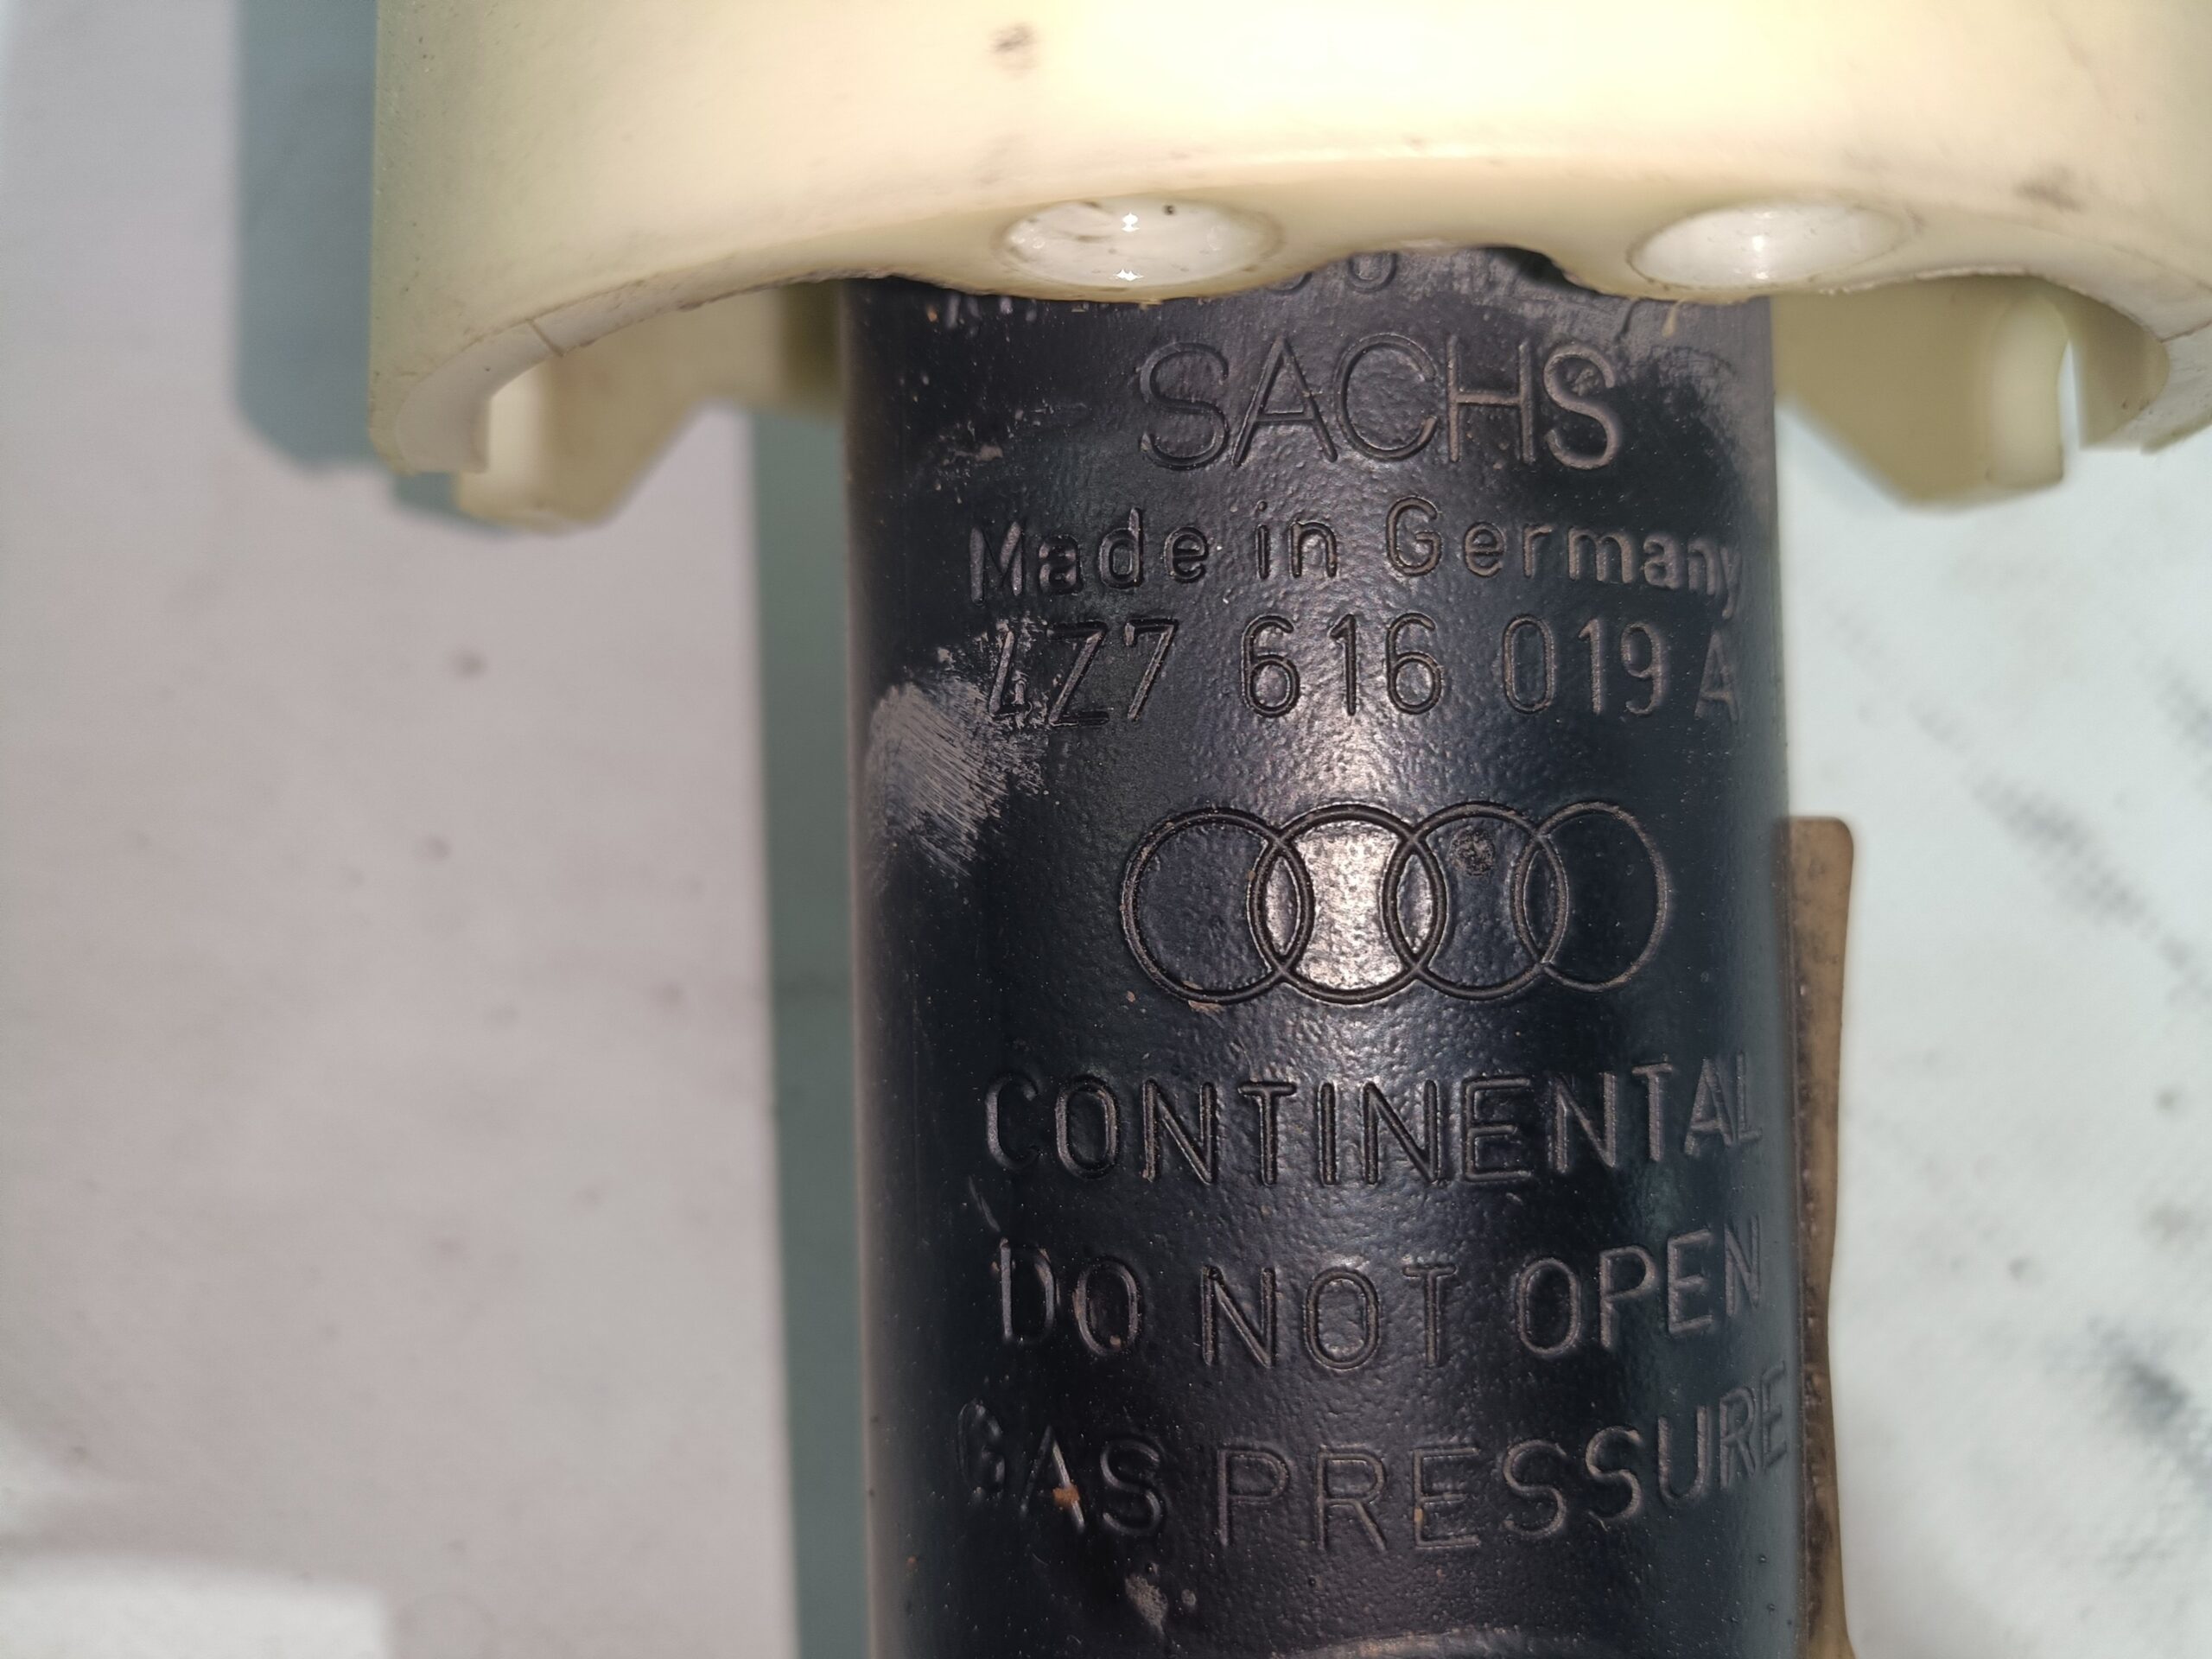 SACHS
Made in Germany
4Z7 616 019 A
CONTINENTAL
DO NOT OPEN
GAS PRESSURE